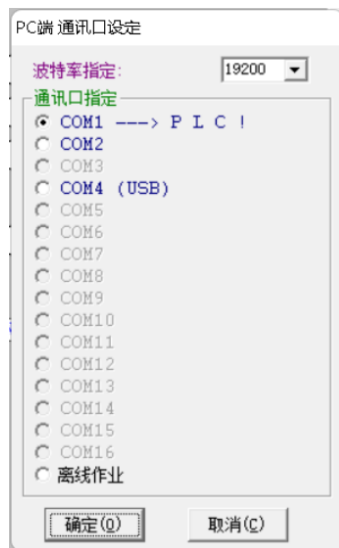 PC端 通讯口设定
波特率指定: 19200
通讯口指定
COM1 ---> P L C !
COM2
COM3
COM4 (USB)
COM5
COM6
COM7
COM8
COM9
COM10
COM11
COM12
COM13
COM14
COM15
COM16
离线作业
确定(O) 取消(C)